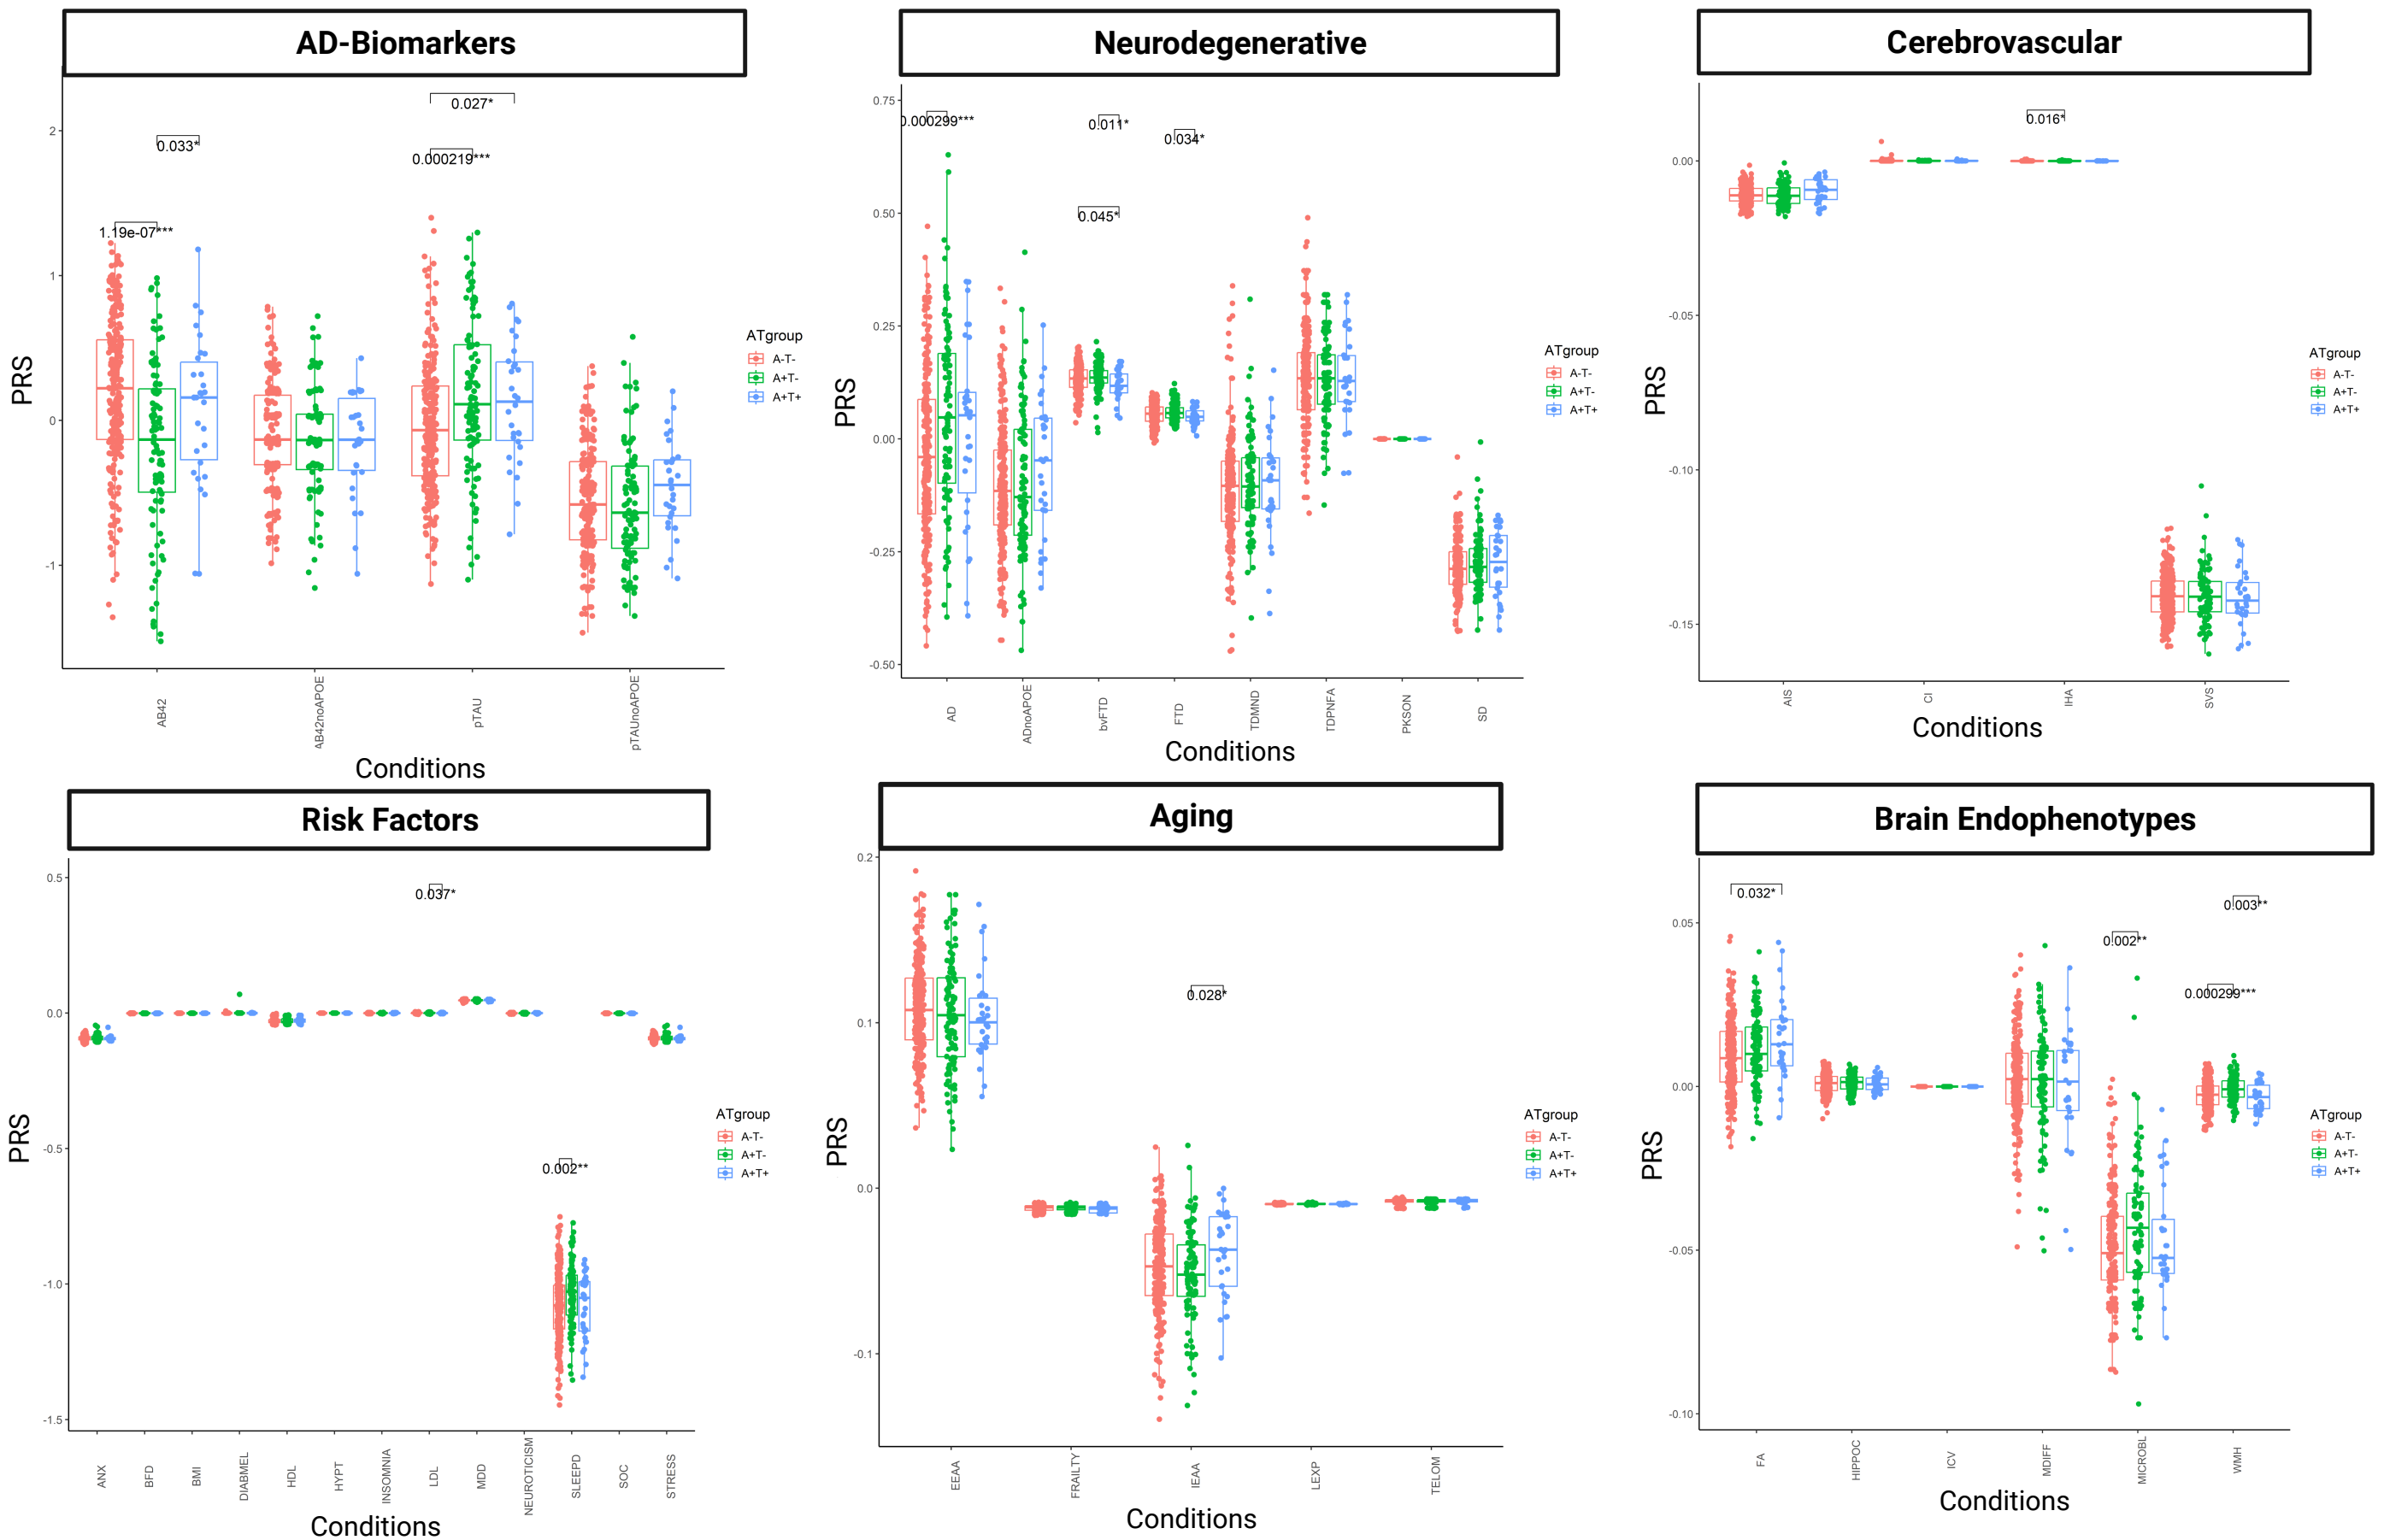 AD-Biomarkers
0.027*
0.033*
0.000219***
1.19e-07***
2
1
0
-1
PRS
AB42
AB42noAPOE
pTAU
pTAUnoAPOE
Conditions
ATgroup
A-T-
A+T-
A+T+
Neurodegenerative
0.000299***
0.011*
0.034*
0.045*
0.75
0.50
0.25
0.00
-0.25
-0.50
PRS
AD
ADnoAPOE
bvFTD
FTD
TDMND
TDPNFA
PKSON
SD
Conditions
ATgroup
A-T-
A+T-
A+T+
Cerebrovascular
0.016*
0.00
-0.05
-0.10
-0.15
PRS
AIS
CI
IHA
SVS
Conditions
ATgroup
A-T-
A+T-
A+T+
Risk Factors
0.037*
0.002**
0.5
0.0
-0.5
-1.0
-1.5
PRS
ANX
BFD
BMI
DIABMEL
HDL
HYPT
INSOMNIA
LDL
MDD
NEUROTICISM
SLEEPD
SOC
STRESS
Conditions
ATgroup
A-T-
A+T-
A+T+
Aging
0.028*
0.2
0.1
0.0
-0.1
PRS
EEAA
FRAILTY
IEAA
LEXP
TELOM
Conditions
ATgroup
A-T-
A+T-
A+T+
Brain Endophenotypes
0.032*
0.003**
0.002**
0.000299***
0.05
0.00
-0.05
-0.10
PRS
FA
HIPPOC
ICV
MDIFF
MICROBL
WMH
Conditions
ATgroup
A-T-
A+T-
A+T+